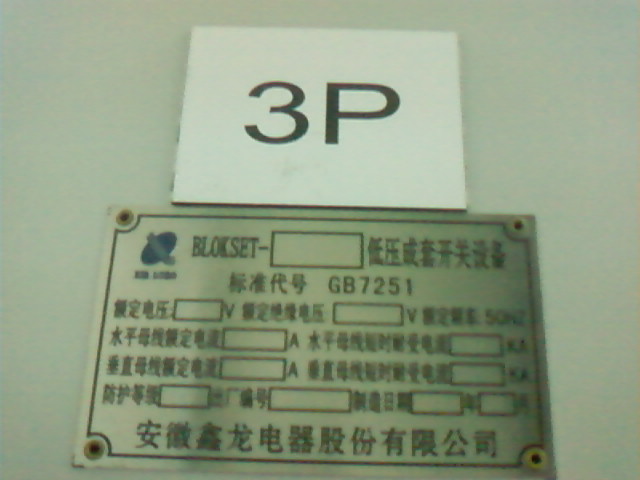 3P
BLOKSET- 低压成套开关设备
标准代号 GB7251
额定电压: V 额定绝缘电压 V 额定频率: 50HZ
水平母线额定电流 A 水平母线短时耐受电流 KA
垂直母线额定电流 A 垂直母线短时耐受电流 KA
防护等级 出厂编号 制造日期 年 月
安徽鑫龙电器股份有限公司